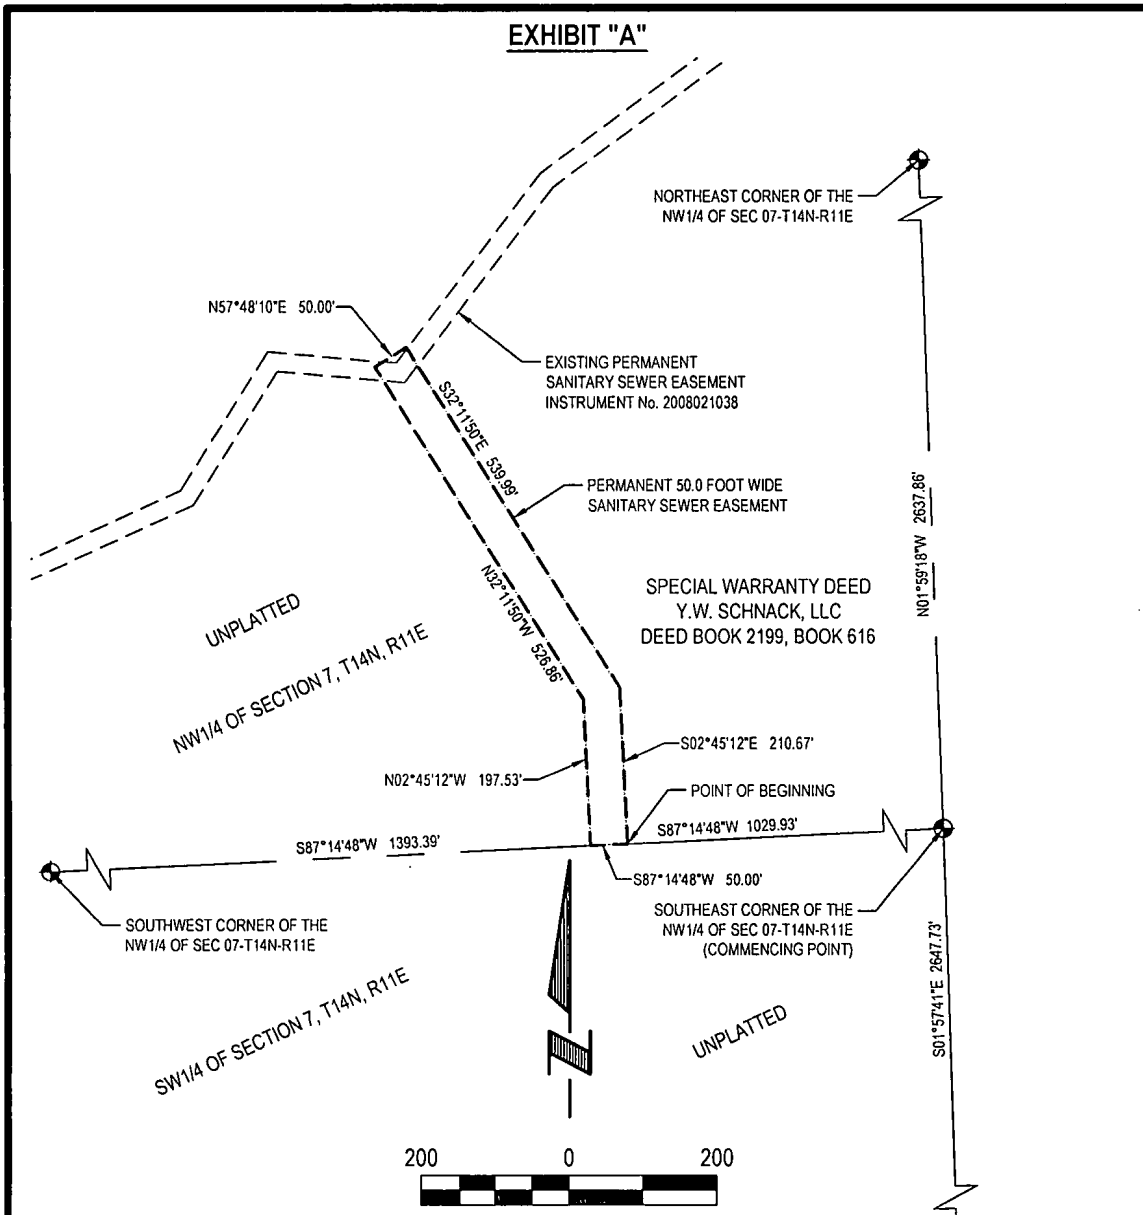 EXHIBIT "A"
NORTHEAST CORNER OF THE
NW1/4 OF SEC 07-T14N-R11E
N57°48'10"E 50.00'
EXISTING PERMANENT
SANITARY SEWER EASEMENT
INSTRUMENT No. 2008021038
S32°11'50"E 539.99'
PERMANENT 50.0 FOOT WIDE
SANITARY SEWER EASEMENT
N01°59'18"W 2637.86'
N32°11'50"W 526.86'
SPECIAL WARRANTY DEED
Y.W. SCHNACK, LLC
DEED BOOK 2199, BOOK 616
UNPLATTED
NW1/4 OF SECTION 7, T14N, R11E
S02°45'12"E 210.67'
N02°45'12"W 197.53'
POINT OF BEGINNING
S87°14'48"W 1029.93'
S87°14'48"W 1393.39'
S87°14'48"W 50.00'
SOUTHWEST CORNER OF THE
NW1/4 OF SEC 07-T14N-R11E
SOUTHEAST CORNER OF THE
NW1/4 OF SEC 07-T14N-R11E
(COMMENCING POINT)
S01°57'41"E 2647.73'
SW1/4 OF SECTION 7, T14N, R11E
UNPLATTED
200 0 200